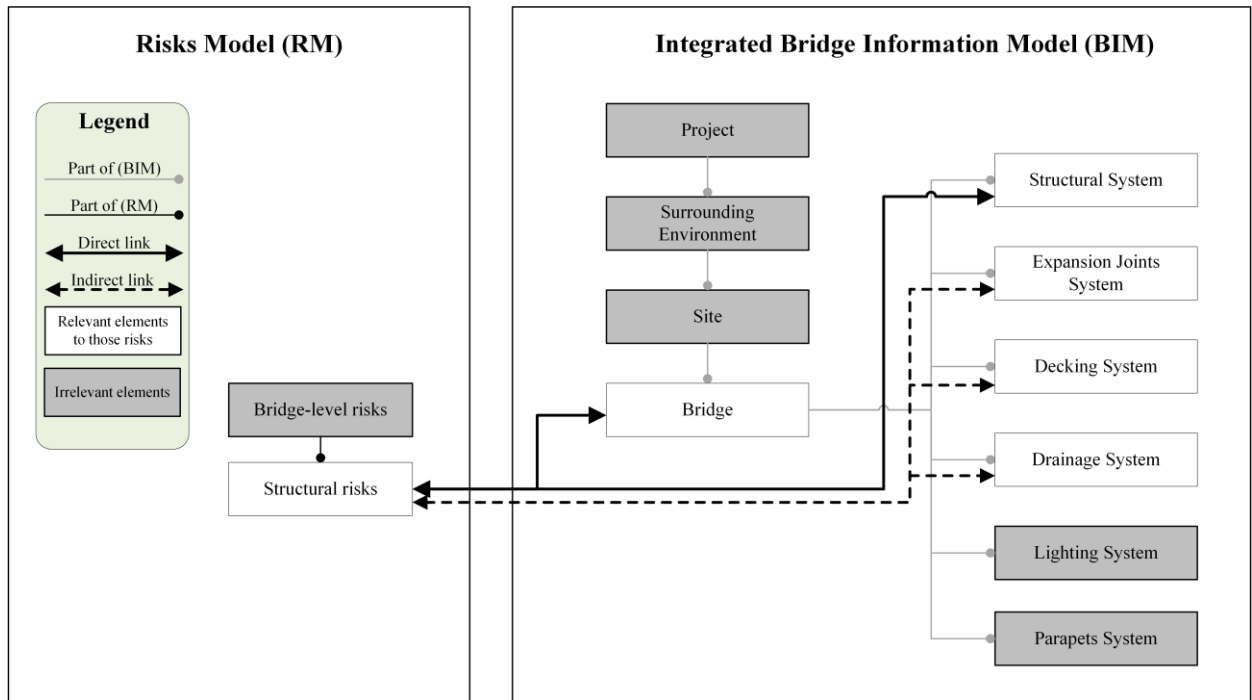 Risks Model (RM)
Legend
Part of (BIM)
Part of (RM)
Direct link
Indirect link
Relevant elements
to those risks
Irrelevant elements
Bridge-level risks
Structural risks
Integrated Bridge Information Model (BIM)
Project
Surrounding
Environment
Site
Bridge
Structural System
Expansion Joints
System
Decking System
Drainage System
Lighting System
Parapets System